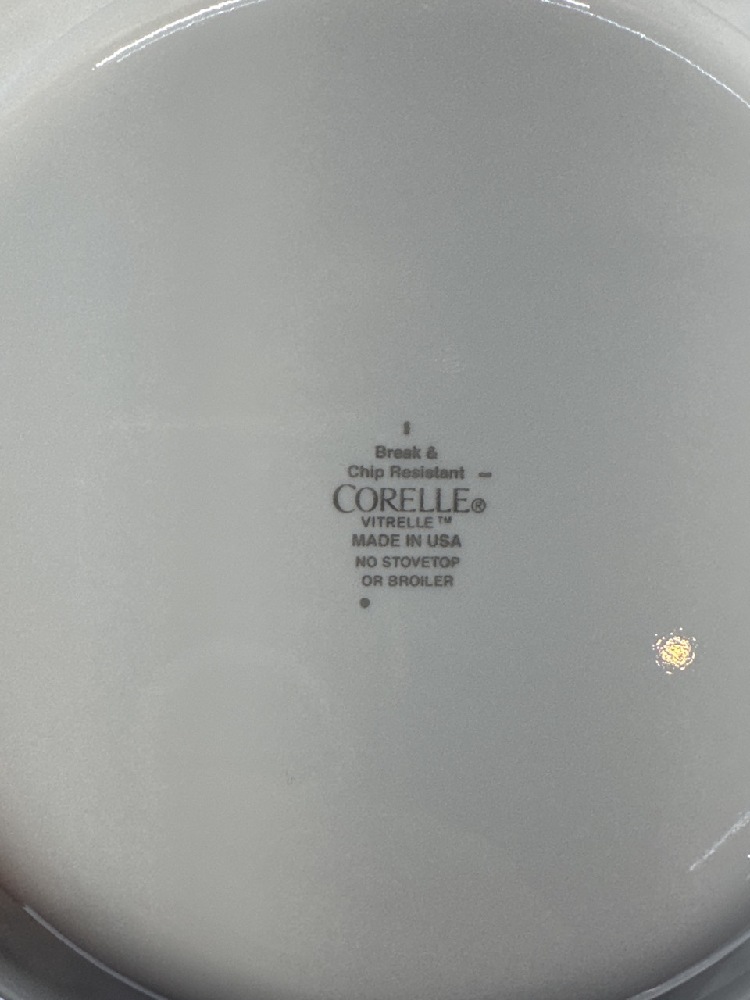 Break &
Chip Resistant
CORELLE®
VITRELLE™
MADE IN USA
NO STOVETOP
OR BROILER